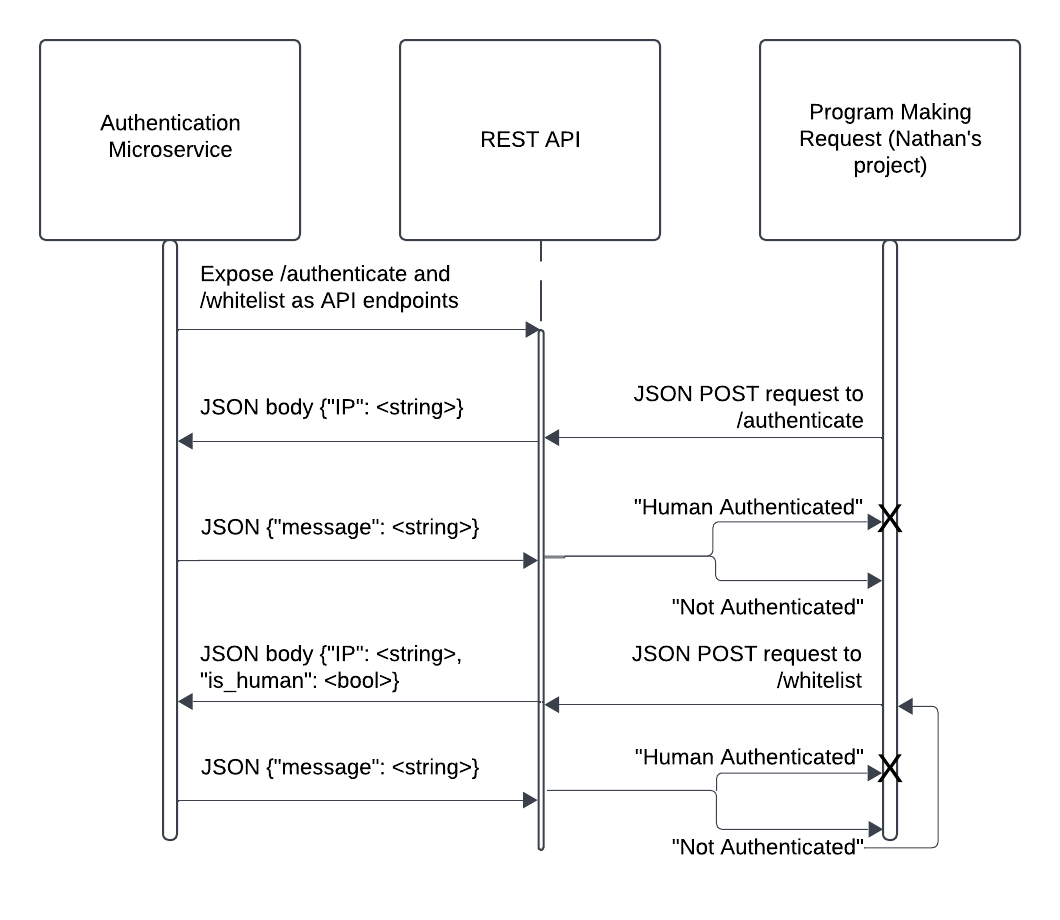 Authentication
Microservice
REST API
Program Making
Request (Nathan's
project)
Expose /authenticate and
/whitelist as API endpoints
JSON body {"IP": <string>}
JSON POST request to
/authenticate
"Human Authenticated"
X
JSON {"message": <string>}
"Not Authenticated"
JSON body {"IP": <string>,
"is_human": <bool>}
JSON POST request to
/whitelist
"Human Authenticated"
X
JSON {"message": <string>}
"Not Authenticated"